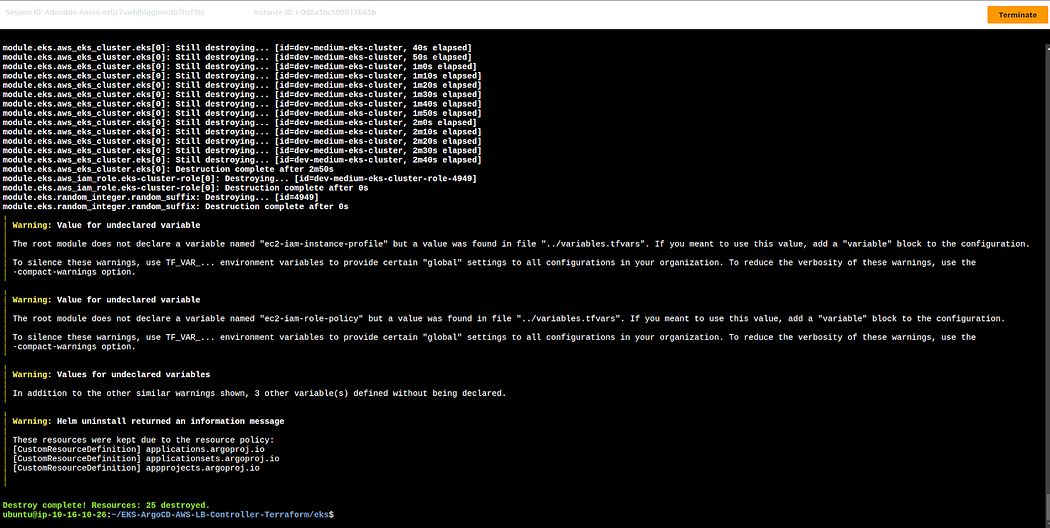 Session ID: Adorable-Aman-ezljz7uwhjblqgmvutb7hzf3bi Instance ID: i-0d0a3bc509812b65b
Terminate
module.eks.aws_eks_cluster.eks[0]: Still destroying... [id=dev-medium-eks-cluster, 40s elapsed]
module.eks.aws_eks_cluster.eks[0]: Still destroying... [id=dev-medium-eks-cluster, 50s elapsed]
module.eks.aws_eks_cluster.eks[0]: Still destroying... [id=dev-medium-eks-cluster, 1m0s elapsed]
module.eks.aws_eks_cluster.eks[0]: Still destroying... [id=dev-medium-eks-cluster, 1m10s elapsed]
module.eks.aws_eks_cluster.eks[0]: Still destroying... [id=dev-medium-eks-cluster, 1m20s elapsed]
module.eks.aws_eks_cluster.eks[0]: Still destroying... [id=dev-medium-eks-cluster, 1m30s elapsed]
module.eks.aws_eks_cluster.eks[0]: Still destroying... [id=dev-medium-eks-cluster, 1m40s elapsed]
module.eks.aws_eks_cluster.eks[0]: Still destroying... [id=dev-medium-eks-cluster, 1m50s elapsed]
module.eks.aws_eks_cluster.eks[0]: Still destroying... [id=dev-medium-eks-cluster, 2m0s elapsed]
module.eks.aws_eks_cluster.eks[0]: Still destroying... [id=dev-medium-eks-cluster, 2m10s elapsed]
module.eks.aws_eks_cluster.eks[0]: Still destroying... [id=dev-medium-eks-cluster, 2m20s elapsed]
module.eks.aws_eks_cluster.eks[0]: Still destroying... [id=dev-medium-eks-cluster, 2m30s elapsed]
module.eks.aws_eks_cluster.eks[0]: Still destroying... [id=dev-medium-eks-cluster, 2m40s elapsed]
module.eks.aws_eks_cluster.eks[0]: Destruction complete after 2m50s
module.eks.aws_iam_role.eks-cluster-role[0]: Destroying... [id=dev-medium-eks-cluster-role-4949]
module.eks.aws_iam_role.eks-cluster-role[0]: Destruction complete after 0s
module.eks.random_integer.random_suffix: Destroying... [id=4949]
module.eks.random_integer.random_suffix: Destruction complete after 0s
Warning: Value for undeclared variable
The root module does not declare a variable named "ec2-iam-instance-profile" but a value was found in file "../variables.tfvars". If you meant to use this value, add a "variable" block to the configuration.
To silence these warnings, use TF_VAR_... environment variables to provide certain "global" settings to all configurations in your organization. To reduce the verbosity of these warnings, use the
-compact-warnings option.
Warning: Value for undeclared variable
The root module does not declare a variable named "ec2-iam-role-policy" but a value was found in file "../variables.tfvars". If you meant to use this value, add a "variable" block to the configuration.
To silence these warnings, use TF_VAR_... environment variables to provide certain "global" settings to all configurations in your organization. To reduce the verbosity of these warnings, use the
-compact-warnings option.
Warning: Values for undeclared variables
In addition to the other similar warnings shown, 3 other variable(s) defined without being declared.
Warning: Helm uninstall returned an information message
These resources were kept due to the resource policy:
[CustomResourceDefinition] applications.argoproj.io
[CustomResourceDefinition] applicationsets.argoproj.io
[CustomResourceDefinition] appprojects.argoproj.io
Destroy complete! Resources: 25 destroyed.
ubuntu@ip-10-16-10-26:~/EKS-ArgoCD-AWS-LB-Controller-Terraform/eks$